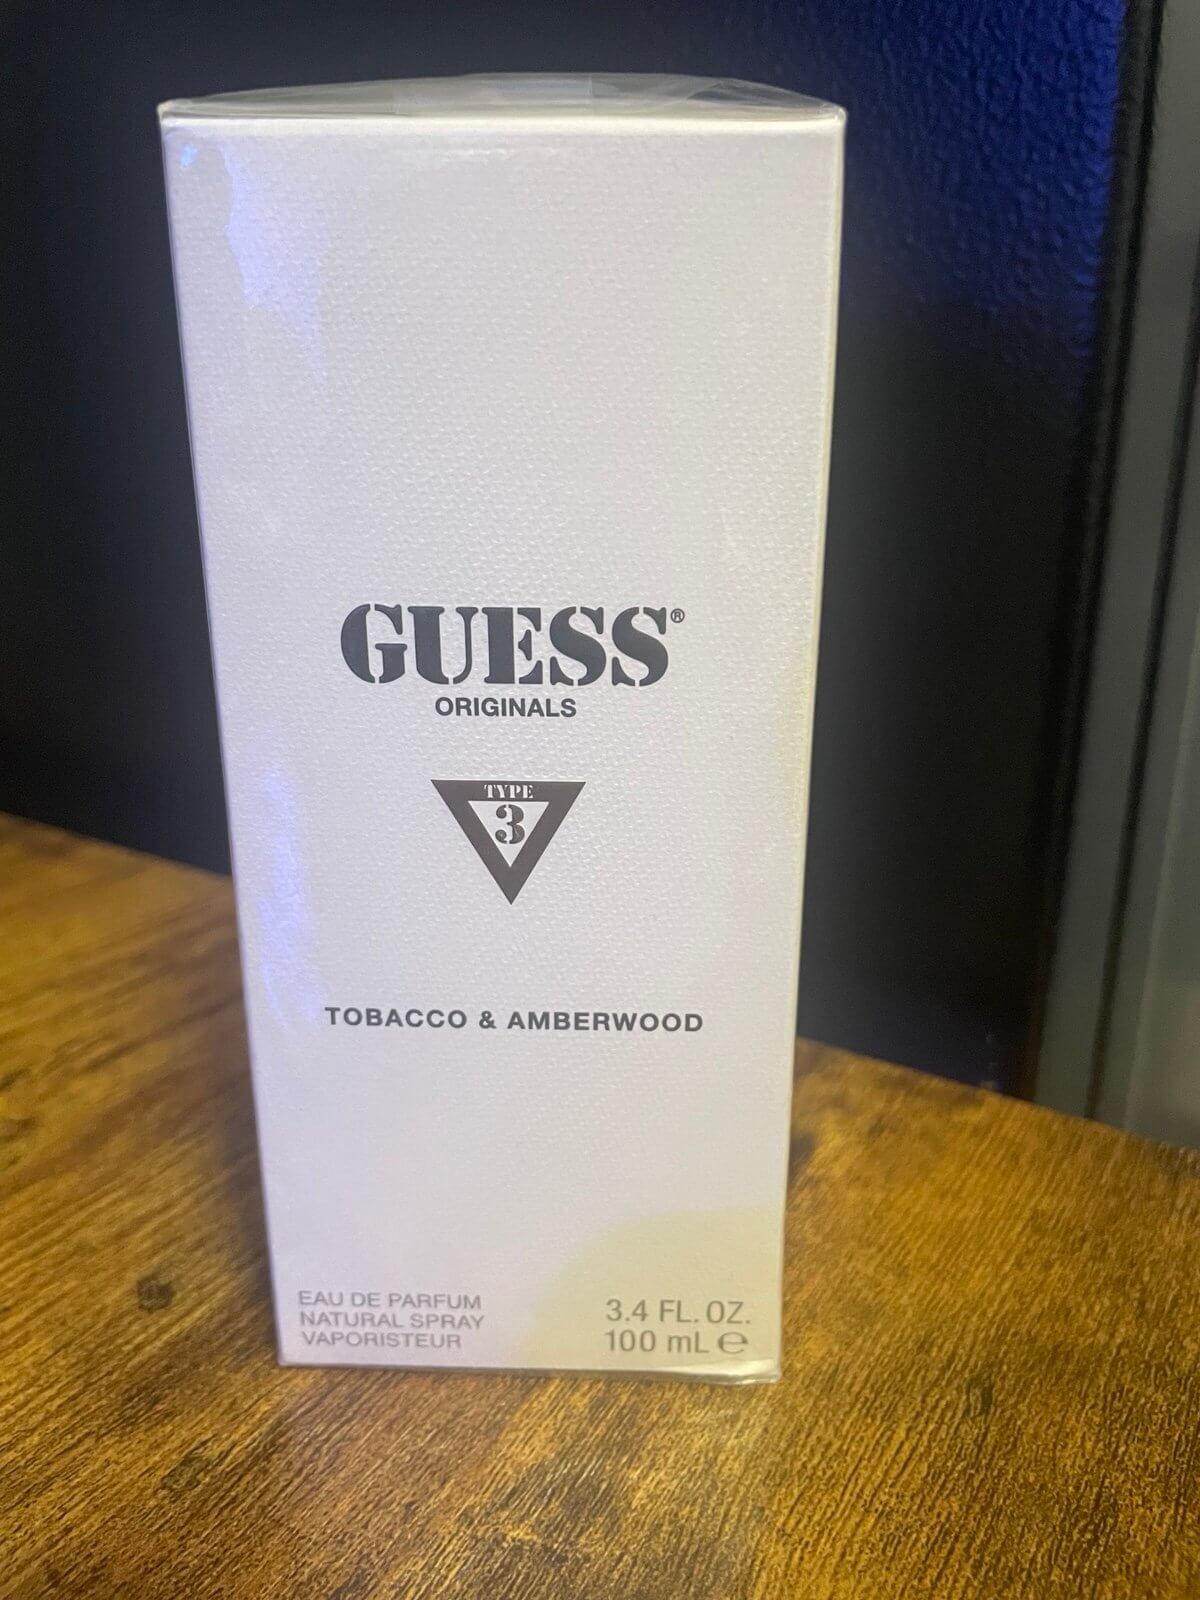 GUESS®
ORIGINALS
TYPE
3
TOBACCO & AMBERWOOD
EAU DE PARFUM
NATURAL SPRAY
VAPORISTEUR
3.4 FL. OZ.
100 mL ℮